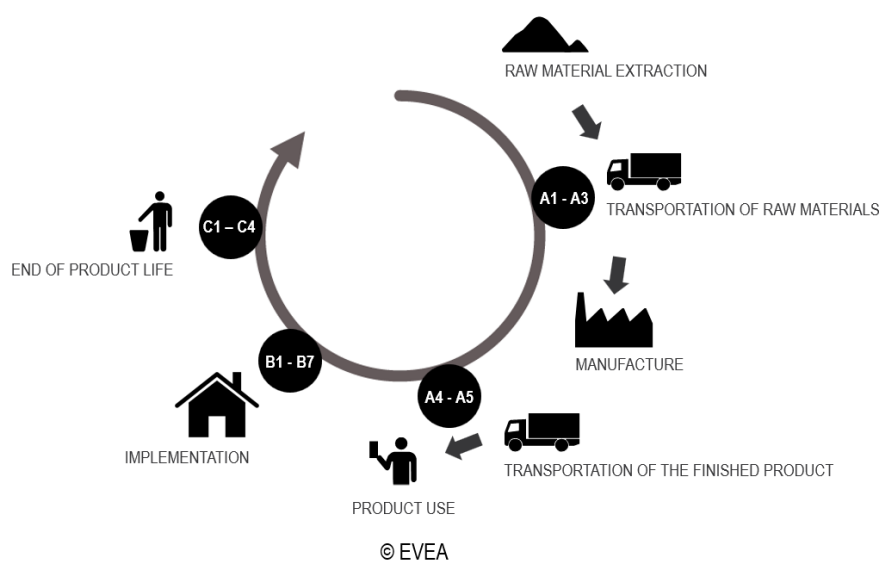 RAW MATERIAL EXTRACTION
A1 - A3
TRANSPORTATION OF RAW MATERIALS
C1 – C4
END OF PRODUCT LIFE
MANUFACTURE
B1 - B7
A4 - A5
IMPLEMENTATION
TRANSPORTATION OF THE FINISHED PRODUCT
PRODUCT USE
© EVEA